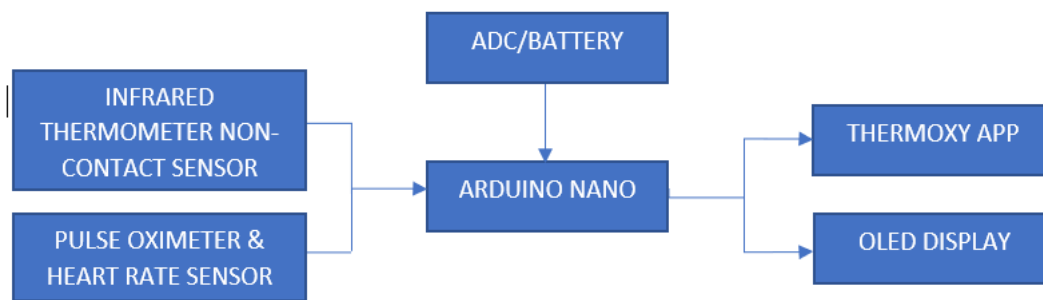 ADC/BATTERY
INFRARED
THERMOMETER NON-
CONTACT SENSOR
THERMOXY APP
ARDUINO NANO
PULSE OXIMETER &
HEART RATE SENSOR
OLED DISPLAY